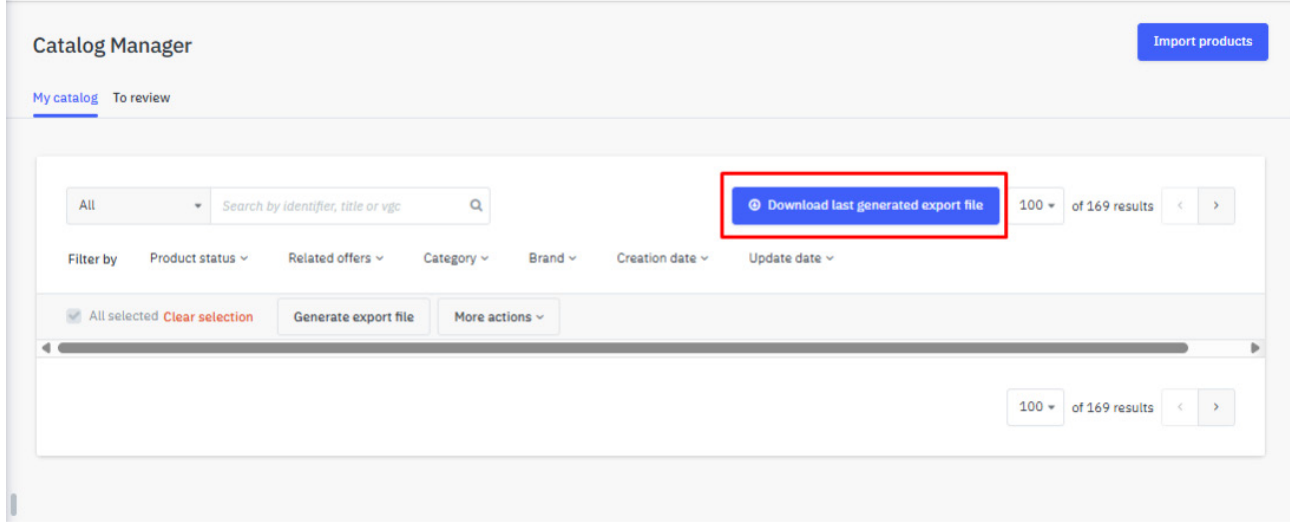 Catalog Manager
Import products
My catalog To review
All
Search by identifier, title or vgc
Download last generated export file
100 of 169 results
Filter by Product status Related offers Category Brand Creation date Update date
All selected Clear selection Generate export file More actions
100 of 169 results